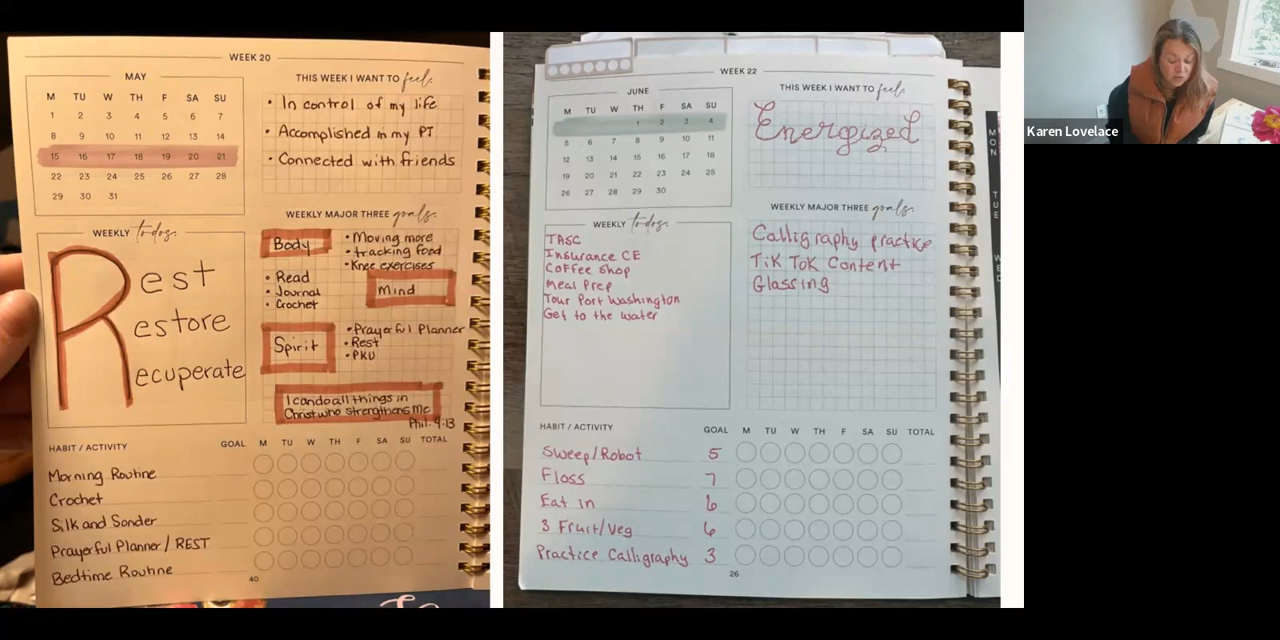 WEEK 20
MAY
M TU W TH F SA SU
1 2 3 4 5 6 7
8 9 10 11 12 13 14
15 16 17 18 19 20 21
22 23 24 25 26 27 28
29 30 31
THIS WEEK I WANT TO feel:
• In control of my life
• Accomplished in my PT
• Connected with friends
WEEKLY to dos:
Rest
Restore
Recuperate
WEEKLY MAJOR THREE goals:
Body
• Moving more
• tracking food
• Knee exercises
• Read
• Journal
• Crochet
Mind
Spirit
• Prayerful Planner
• Rest
• PKU
I can do all things in
Christ who strengthens Me
Phil. 4:13
HABIT / ACTIVITY GOAL M TU W TH F SA SU TOTAL
Morning Routine
Crochet
Silk and Sonder
Prayerful Planner / REST
Bedtime Routine
40
WEEK 22
JUNE
M TU W TH F SA SU
1 2 3 4
5 6 7 8 9 10 11
12 13 14 15 16 17 18
19 20 21 22 23 24 25
26 27 28 29 30
THIS WEEK I WANT TO feel:
Energized
WEEKLY to dos:
TASC
Insurance CE
Coffee Shop
Meal Prep
Tour Port Washington
Get to the water
WEEKLY MAJOR THREE goals:
Calligraphy practice
TiK ToK Content
Glassing
HABIT / ACTIVITY GOAL M TU W TH F SA SU TOTAL
Sweep/Robot 5
Floss 7
Eat in 6
3 Fruit/Veg 6
Practice Calligraphy 3
26
MON
TUE
WE
Karen Lovelace